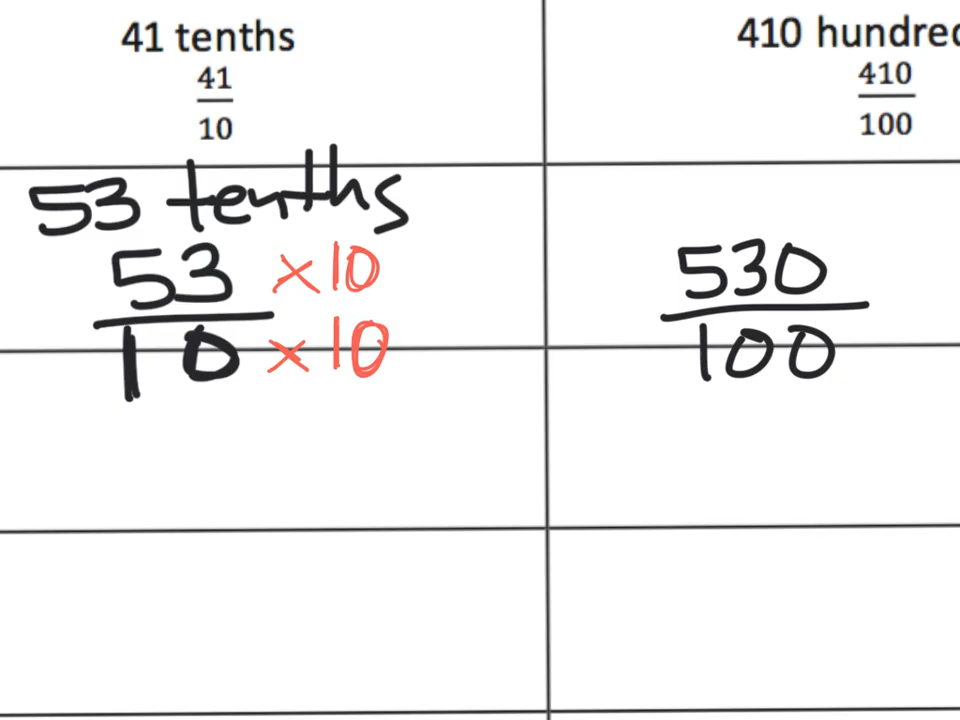 41 tenths
41
10
410 hundred
410
100
53 tenths
53 ×10
10 ×10
530
100